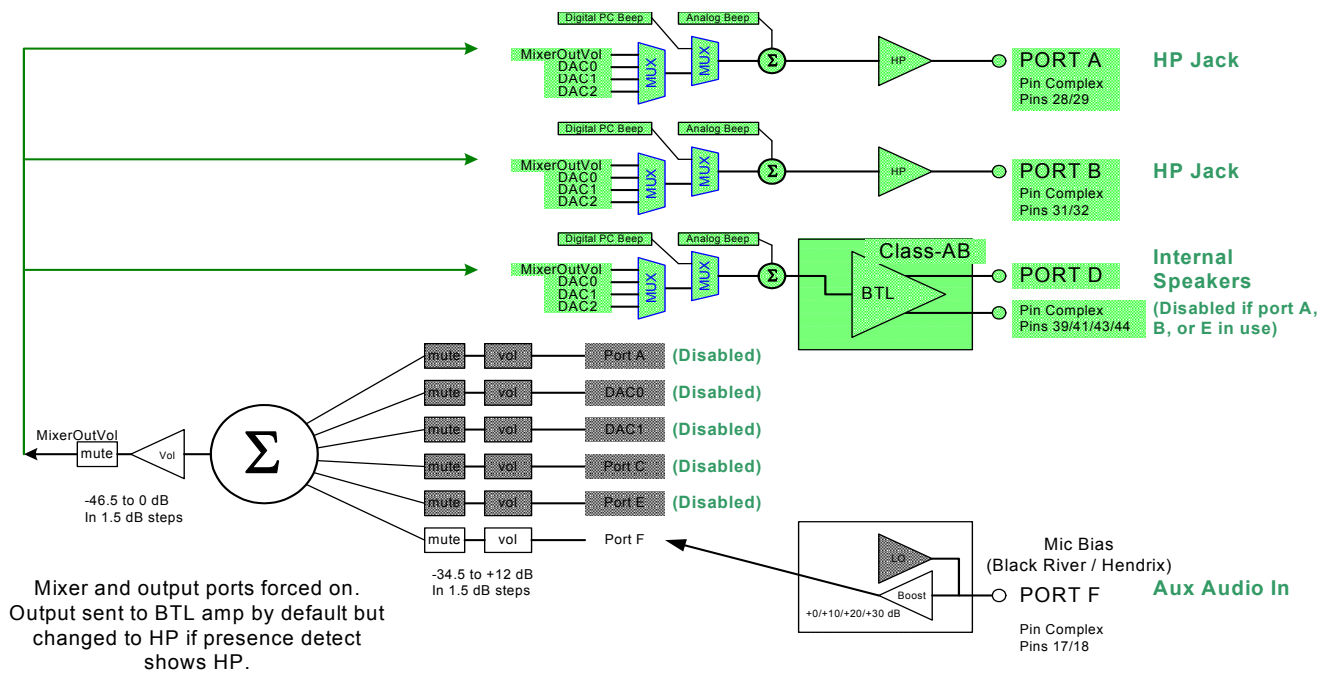 Digital PC Beep
Analog Beep
MixerOutVol
DAC0
DAC1
DAC2
MUX
MUX
Σ
HP
PORT A
Pin Complex
Pins 28/29
HP Jack
Digital PC Beep
Analog Beep
MixerOutVol
DAC0
DAC1
DAC2
MUX
MUX
Σ
HP
PORT B
Pin Complex
Pins 31/32
HP Jack
Digital PC Beep
Analog Beep
MixerOutVol
DAC0
DAC1
DAC2
MUX
MUX
Σ
Class-AB
BTL
PORT D
Pin Complex
Pins 39/41/43/44
Internal
Speakers
(Disabled if port A,
B, or E in use)
mute
vol
Port A
(Disabled)
mute
vol
DAC0
(Disabled)
mute
vol
DAC1
(Disabled)
mute
vol
Port C
(Disabled)
mute
vol
Port E
(Disabled)
mute
vol
Port F
-34.5 to +12 dB
In 1.5 dB steps
MixerOutVol
mute
Vol
Σ
-46.5 to 0 dB
In 1.5 dB steps
LO
Boost
+0/+10/+20/+30 dB
Mic Bias
(Black River / Hendrix)
PORT F
Pin Complex
Pins 17/18
Aux Audio In
Mixer and output ports forced on.
Output sent to BTL amp by default but
changed to HP if presence detect
shows HP.